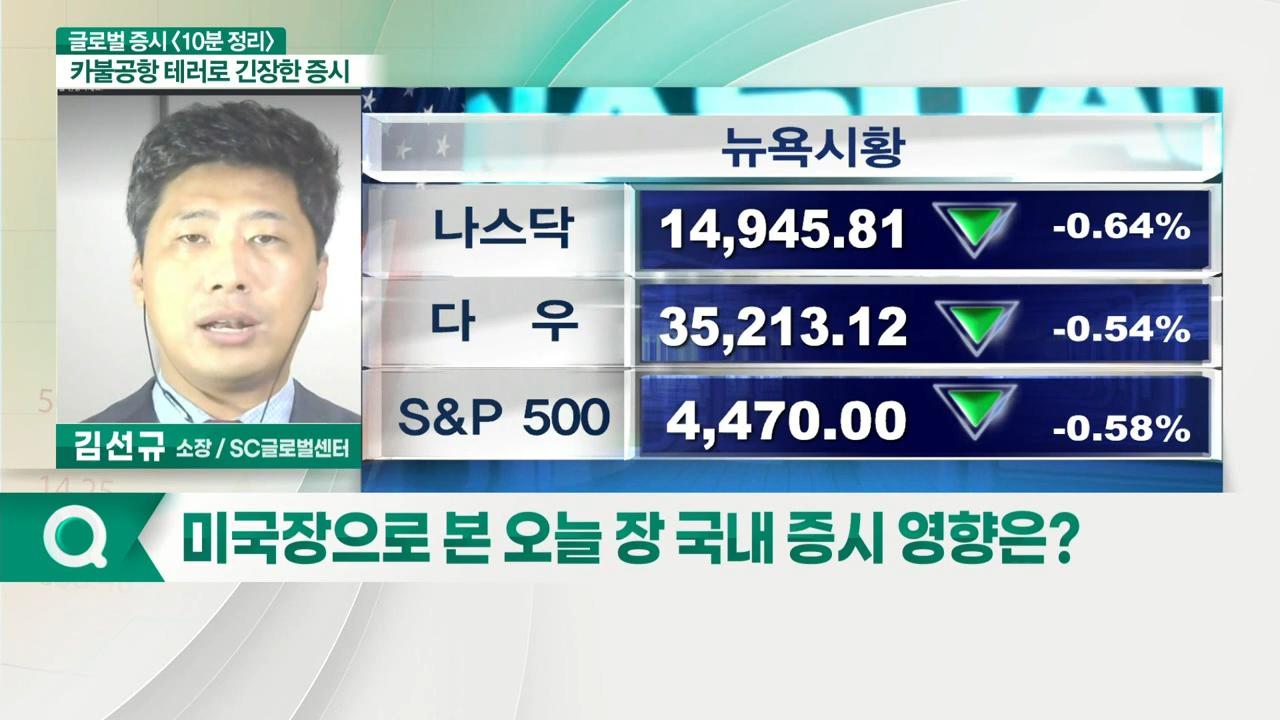 글로벌 증시 <10분 정리>
카불공항 테러로 긴장한 증시
NASDAQ
뉴욕시황
나스닥 14,945.81 -0.64%
다 우 35,213.12 -0.54%
S&P 500 4,470.00 -0.58%
김선규 소장 / SC글로벌센터
14.25
Q 미국장으로 본 오늘 장 국내 증시 영향은?